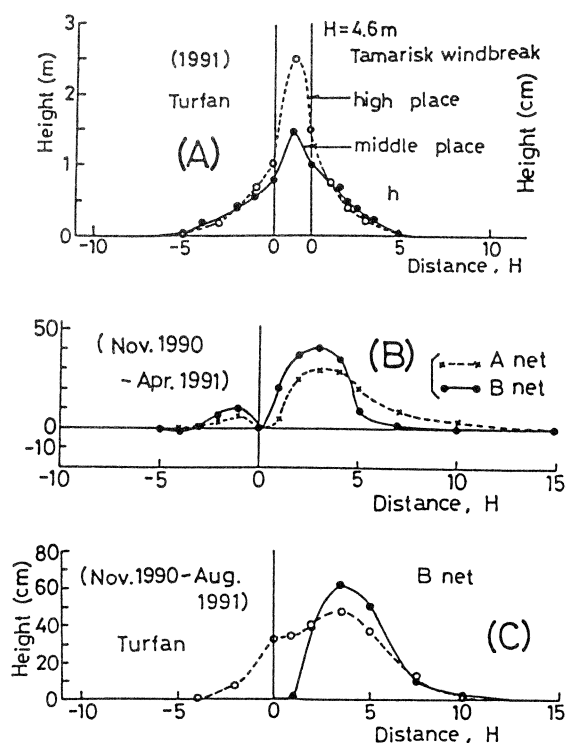 H=4.6m
3
(1991)
Tamarisk windbreak
Height (m)
2
Turfan
high place
Height (cm)
(A)
middle place
1
h
0
-10 -5 0 0 5 10
Distance, H
50
(Nov. 1990
(B)
A net
-Apr. 1991)
B net
0
-10
-10 -5 0 5 10 15
Distance, H
80
(Nov. 1990-Aug.
B net
Height (cm)
60
1991)
40
Turfan
(C)
20
0
-10 -5 0 5 10 15
Distance, H